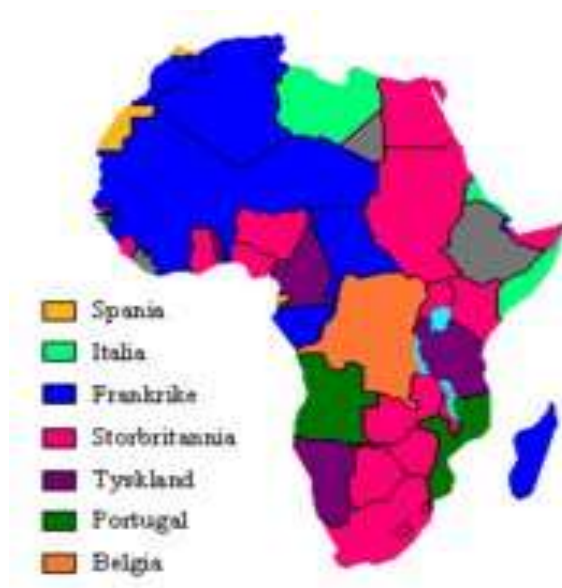 Spania
Italia
Frankrike
Storbritannia
Tyskland
Portugal
Belgia